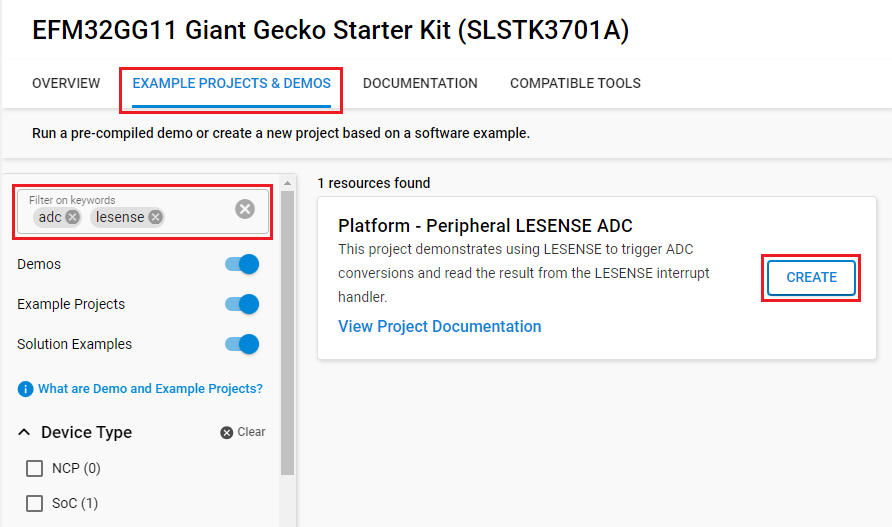 EFM32GG11 Giant Gecko Starter Kit (SLSTK3701A)
OVERVIEW EXAMPLE PROJECTS & DEMOS DOCUMENTATION COMPATIBLE TOOLS
Run a pre-compiled demo or create a new project based on a software example.
Filter on keywords
adc lesense
Demos
Example Projects
Solution Examples
What are Demo and Example Projects?
Device Type Clear
NCP (0)
SoC (1)
1 resources found
Platform - Peripheral LESENSE ADC
This project demonstrates using LESENSE to trigger ADC
conversions and read the result from the LESENSE interrupt
handler.
View Project Documentation
CREATE